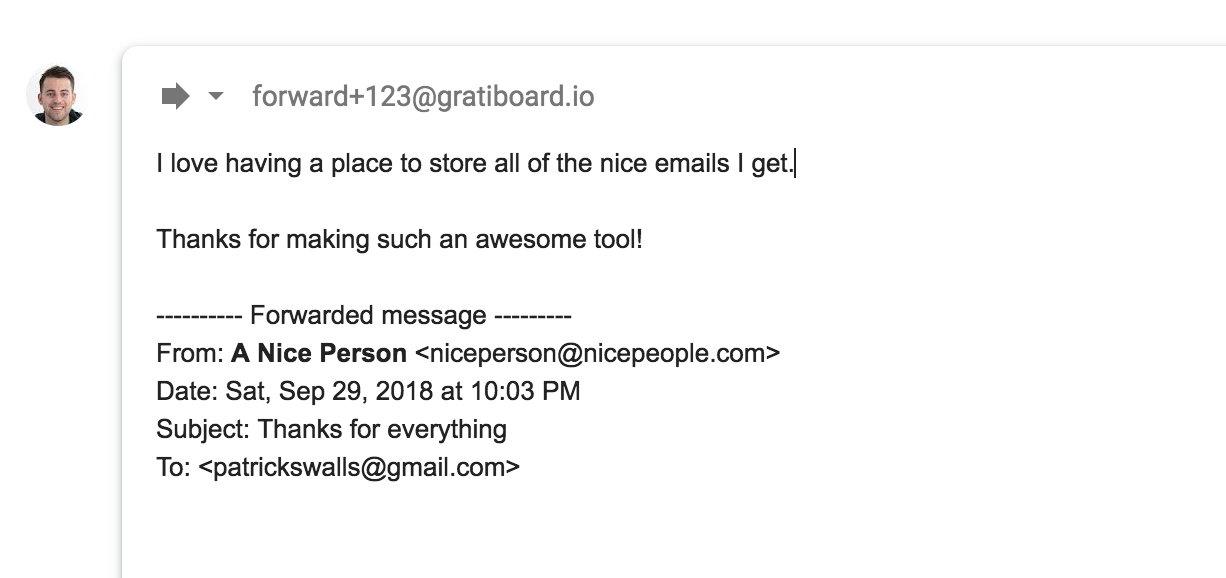 forward+123@gratiboard.io
I love having a place to store all of the nice emails I get.
Thanks for making such an awesome tool!
---------- Forwarded message ---------
From: A Nice Person <niceperson@nicepeople.com>
Date: Sat, Sep 29, 2018 at 10:03 PM
Subject: Thanks for everything
To: <patrickswalls@gmail.com>